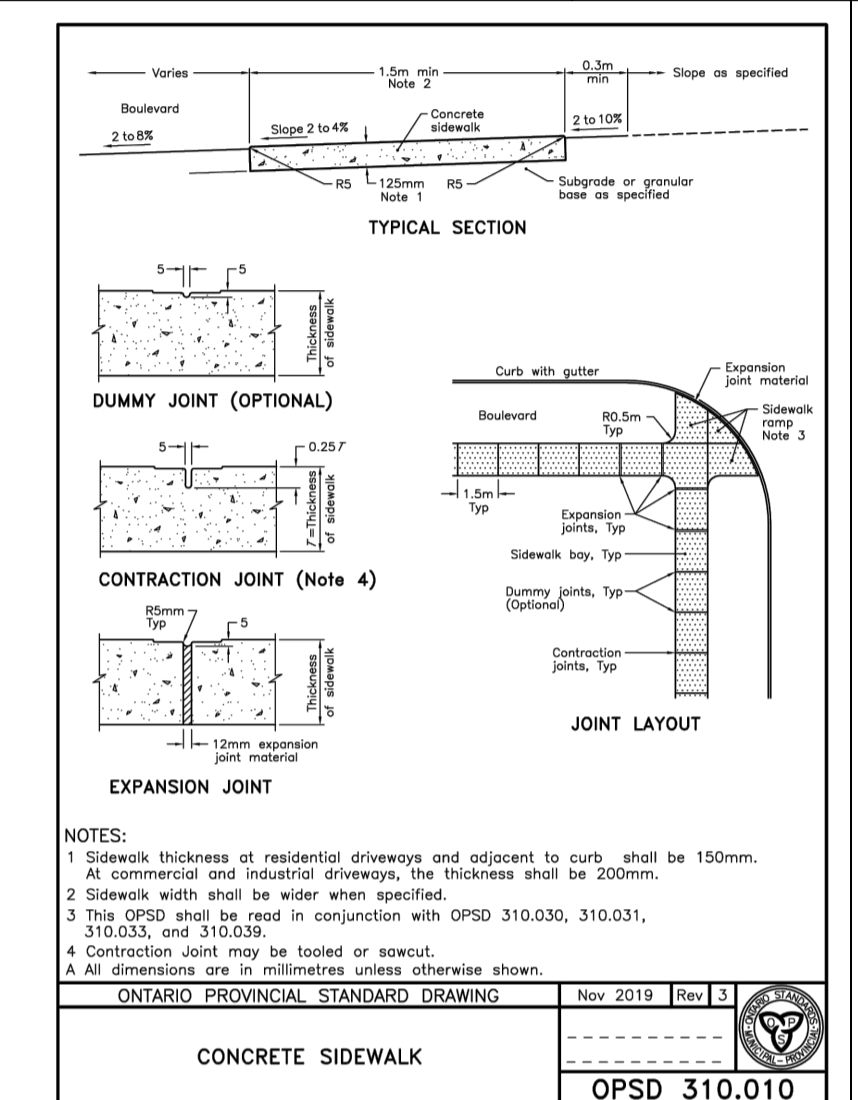 Varies
1.5m min
Note 2
0.3m
min
Slope as specified
Boulevard
2 to 8%
Slope 2 to 4%
Concrete
sidewalk
2 to 10%
R5
125mm
Note 1
R5
Subgrade or granular
base as specified
TYPICAL SECTION
5
5
Thickness
of sidewalk
DUMMY JOINT (OPTIONAL)
5
0.25T
T=Thickness
of sidewalk
CONTRACTION JOINT (Note 4)
R5mm
Typ
5
Thickness
of sidewalk
12mm expansion
joint material
EXPANSION JOINT
Curb with gutter
Expansion
joint material
Boulevard
R0.5m
Typ
Sidewalk
ramp
Note 3
1.5m
Typ
Expansion
joints, Typ
Sidewalk bay, Typ
Dummy joints, Typ
(Optional)
Contraction
joints, Typ
JOINT LAYOUT
NOTES:
1 Sidewalk thickness at residential driveways and adjacent to curb shall be 150mm.
At commercial and industrial driveways, the thickness shall be 200mm.
2 Sidewalk width shall be wider when specified.
3 This OPSD shall be read in conjunction with OPSD 310.030, 310.031,
310.033, and 310.039.
4 Contraction Joint may be tooled or sawcut.
A All dimensions are in millimetres unless otherwise shown.
ONTARIO PROVINCIAL STANDARD DRAWING
Nov 2019
Rev
3
CONCRETE SIDEWALK
ONTARIO STANDARDS
MUNICIPAL - PROVINCIAL
O P S
OPSD 310.010